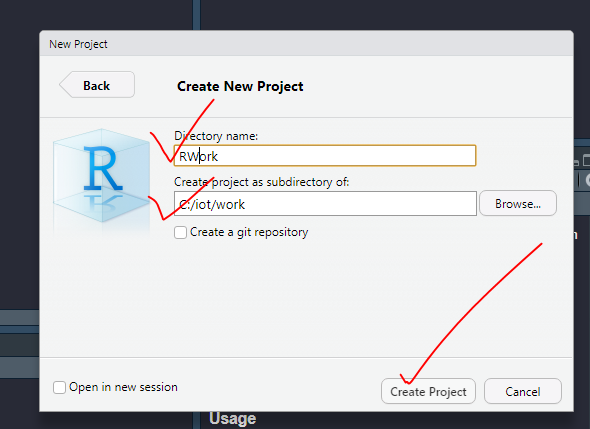 New Project
Back
Create New Project
R
Directory name:
RWork
Create project as subdirectory of:
C:/iot/work
Browse...
Create a git repository
Open in new session
Create Project
Cancel
Usage